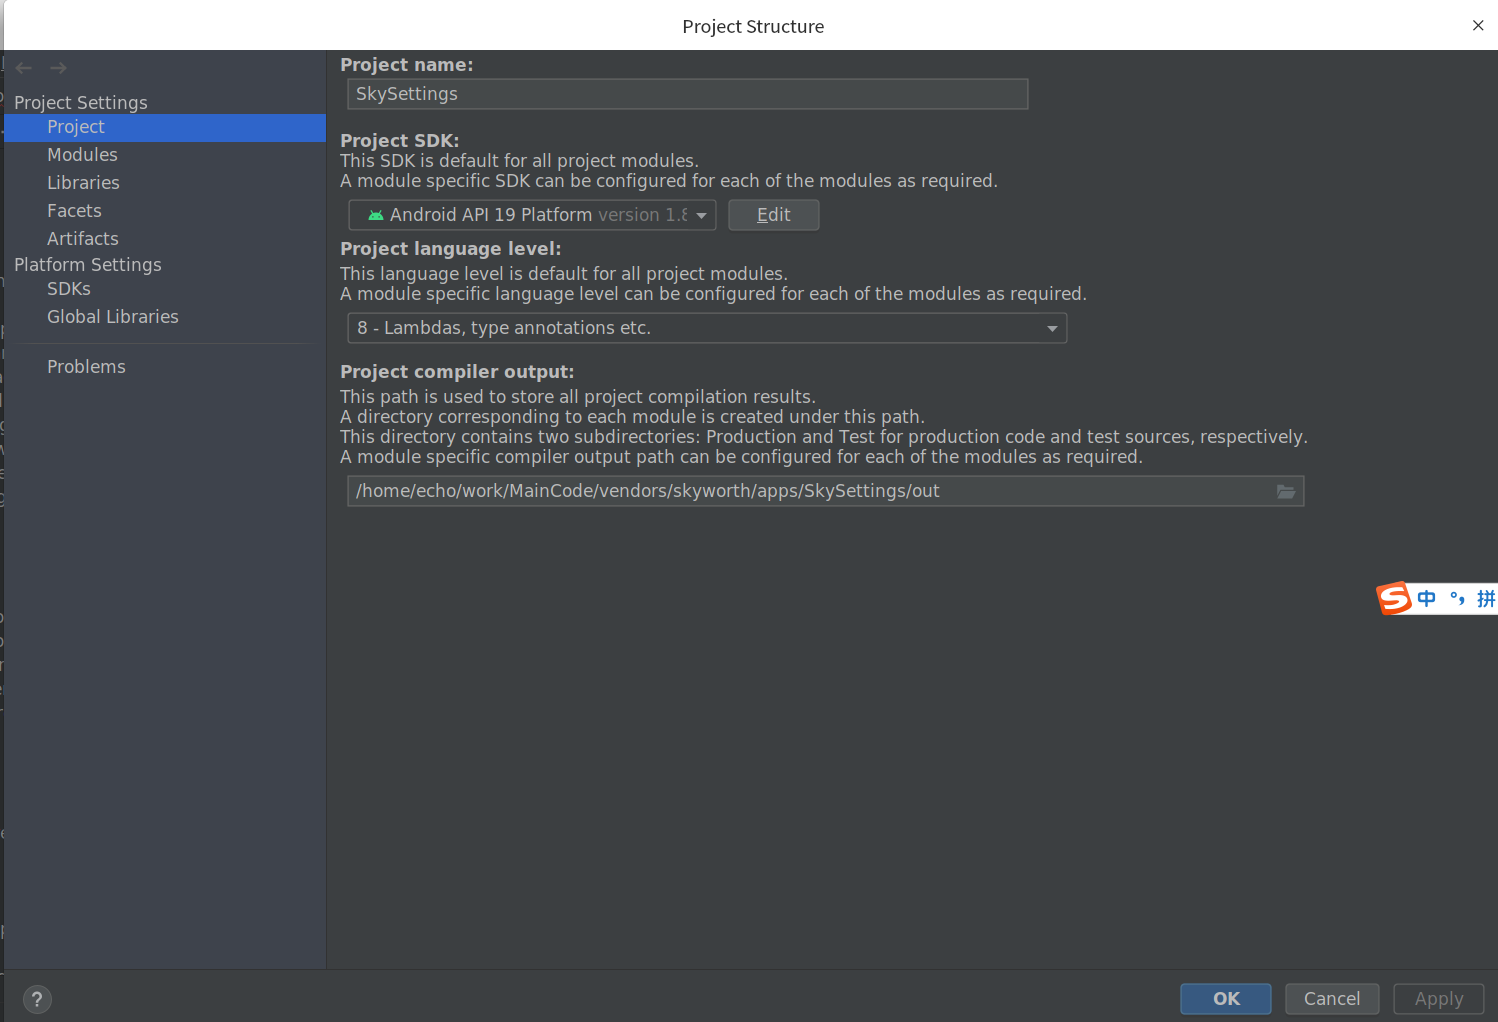 Project Structure
Project Settings
Project
Modules
Libraries
Facets
Artifacts
Platform Settings
SDKs
Global Libraries
Problems
Project name:
SkySettings
Project SDK:
This SDK is default for all project modules.
A module specific SDK can be configured for each of the modules as required.
Android API 19 Platform version 1.8
Edit
Project language level:
This language level is default for all project modules.
A module specific language level can be configured for each of the modules as required.
8 - Lambdas, type annotations etc.
Project compiler output:
This path is used to store all project compilation results.
A directory corresponding to each module is created under this path.
This directory contains two subdirectories: Production and Test for production code and test sources, respectively.
A module specific compiler output path can be configured for each of the modules as required.
/home/echo/work/MainCode/vendors/skyworth/apps/SkySettings/out
S 中 °, 拼
?
OK
Cancel
Apply